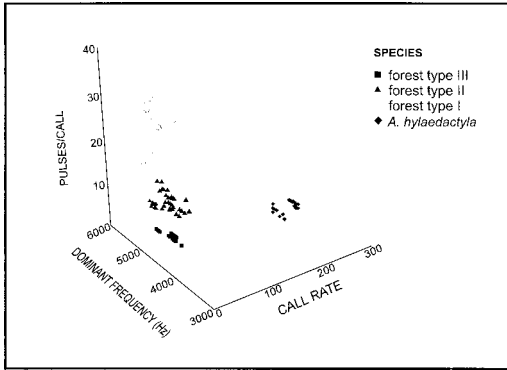 40
30
20
10
PULSES/CALL
6000
5000
4000
3000
DOMINANT FREQUENCY (Hz)
0
100
200
300
CALL RATE
SPECIES
forest type III
forest type II
forest type I
A. hylaedactyla